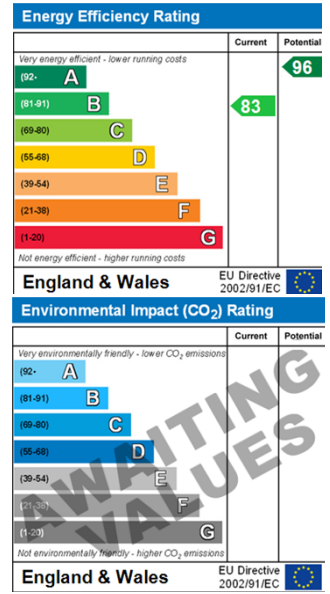 Energy Efficiency Rating
Current Potential
Very energy efficient - lower running costs
(92- A
96
(81-91) B
83
(69-80) C
(55-68) D
(39-54) E
(21-38) F
(1-20) G
Not energy efficient - higher running costs
England & Wales
EU Directive
2002/91/EC
Environmental Impact (CO2) Rating
Current Potential
Very environmentally friendly - lower CO2 emissions
(92- A
(81-91) B
(69-80) C
(55-68) D
(39-54) E
(21-38) F
(1-20) G
AWAITING
VALUES
Not environmentally friendly - higher CO2 emissions
England & Wales
EU Directive
2002/91/EC